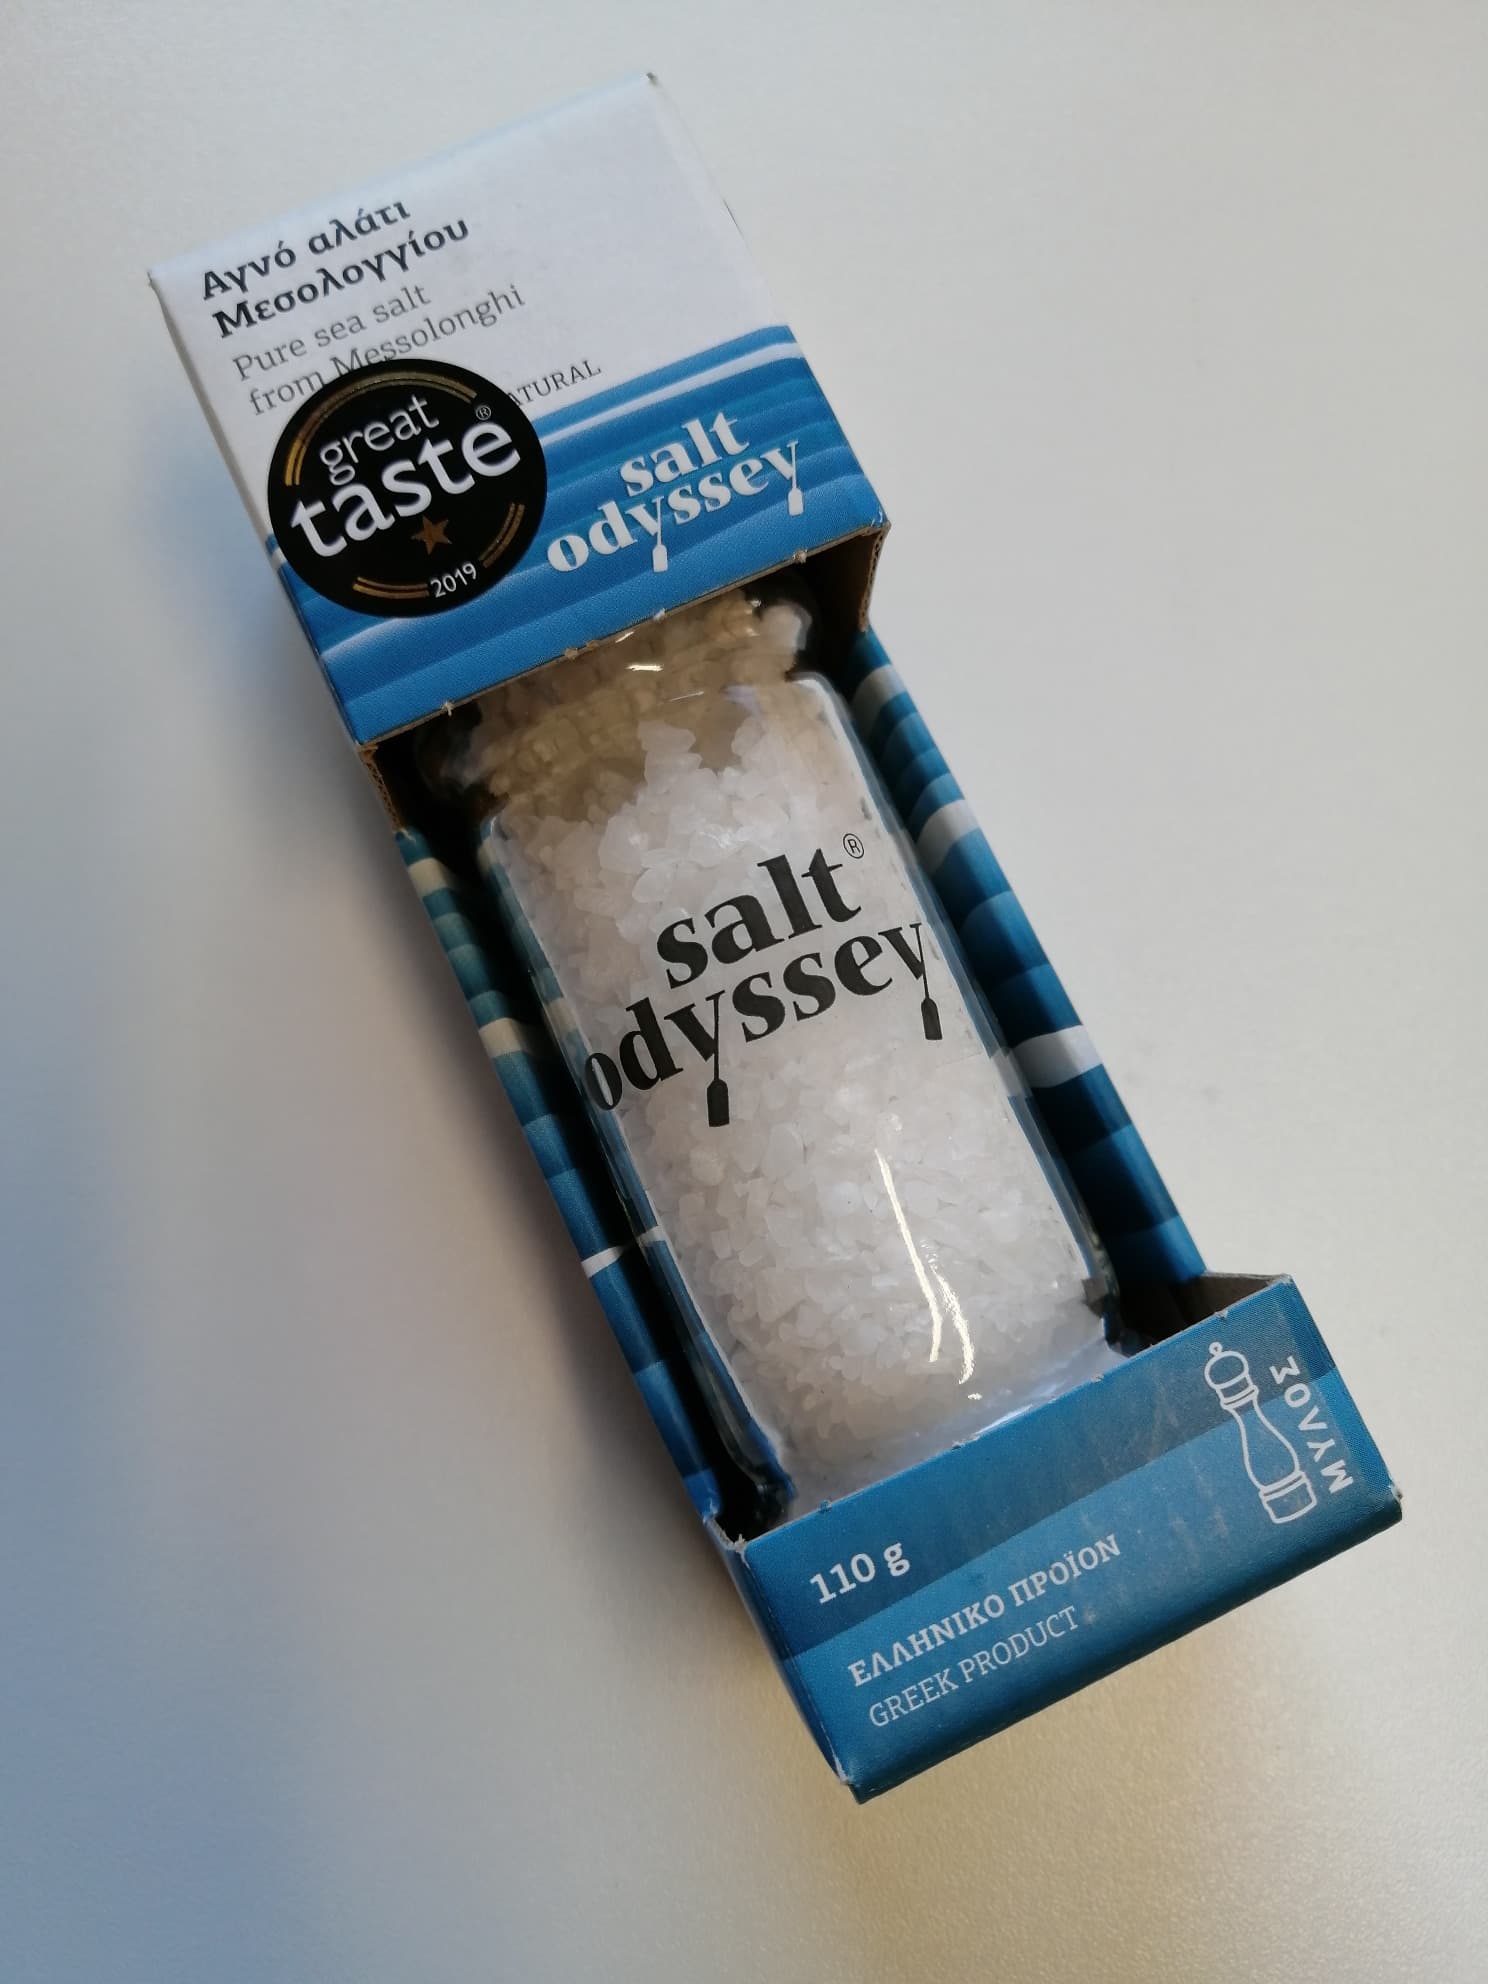 Αγνό αλάτι
Μεσολογγίου
Pure sea salt
from Messolonghi
great
taste®
2019
salt
odyssey
salt®
odyssey
110 g
ΕΛΛΗΝΙΚΟ ΠΡΟΪΟΝ
GREEK PRODUCT
ΜΥΛΟΣ